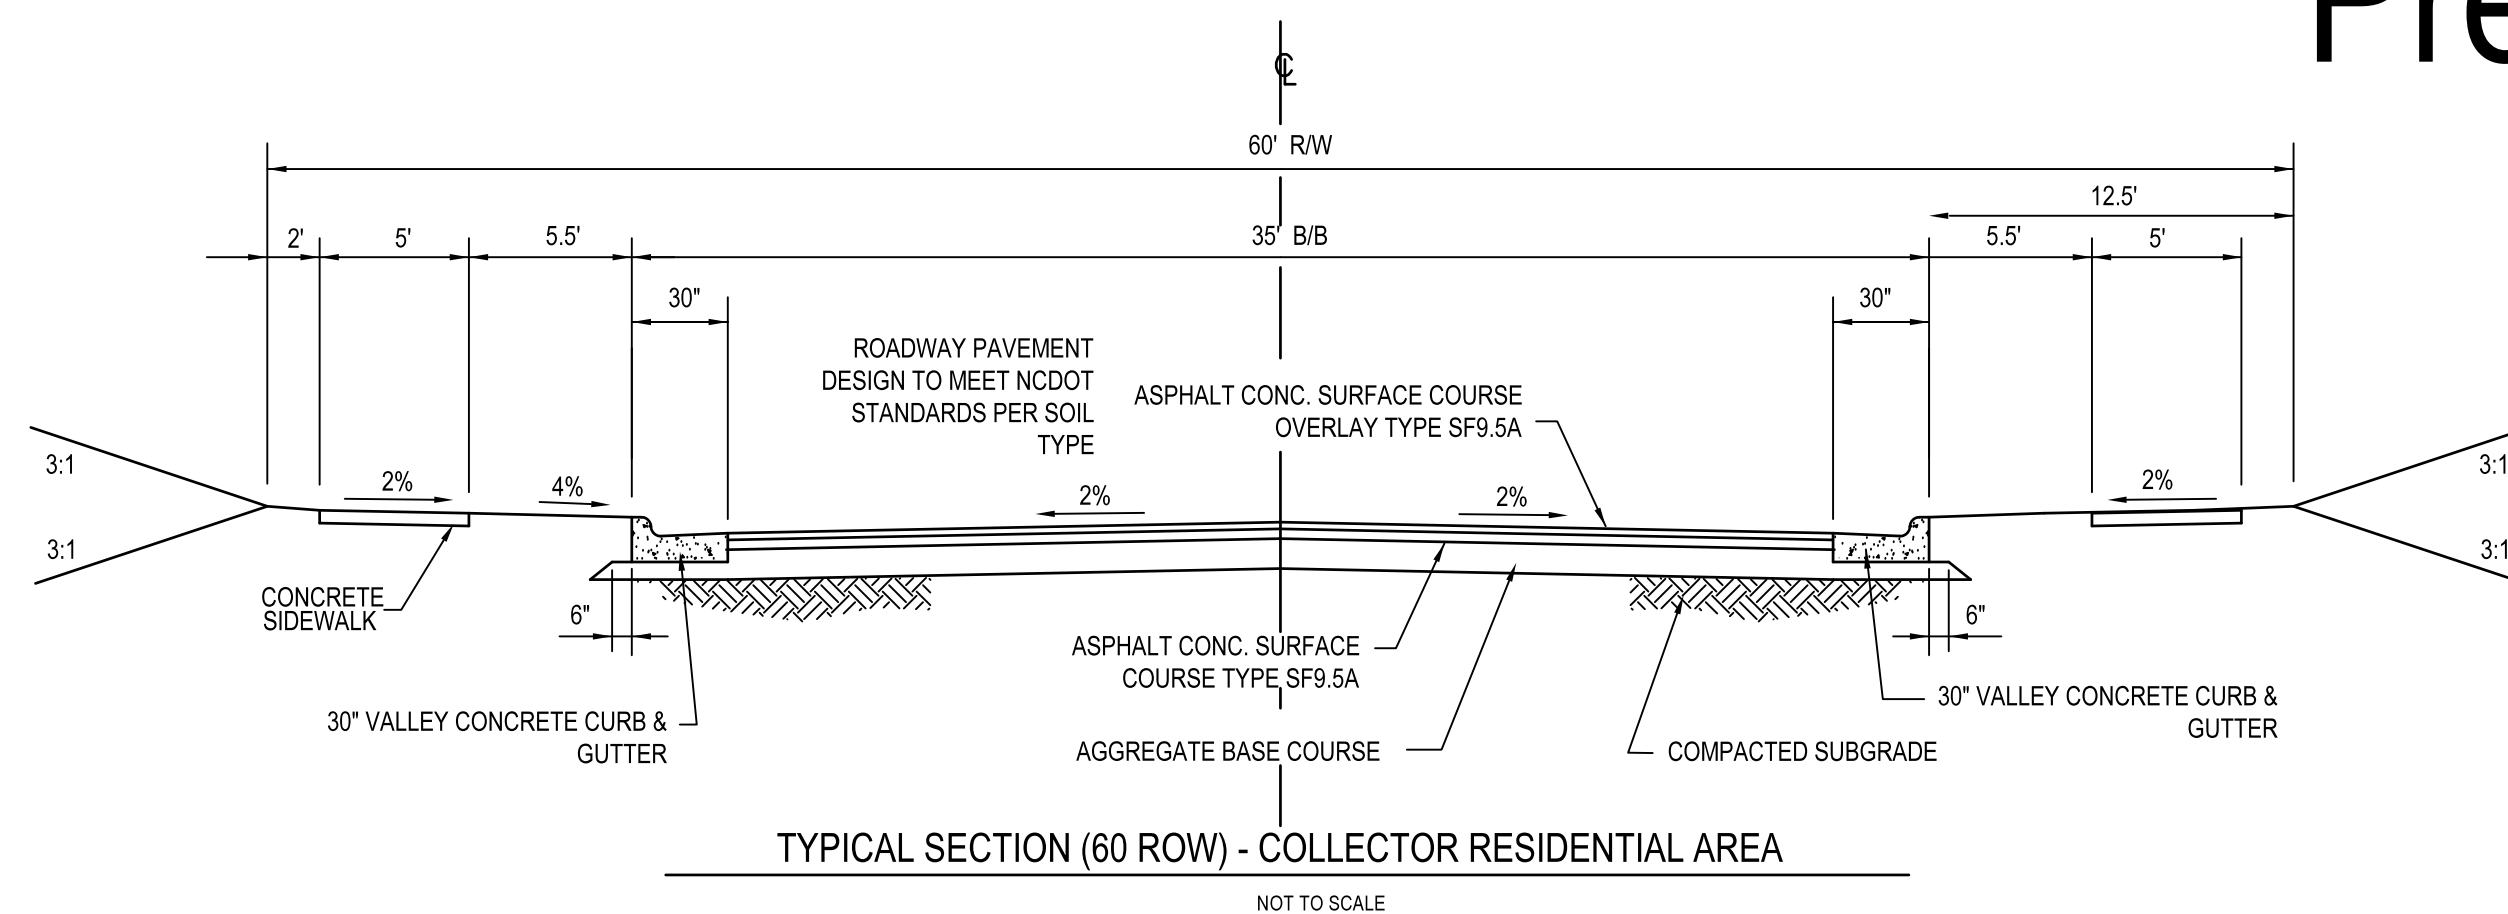 Pre
℄
60' R/W
12.5'
2'
5'
5.5'
35' B/B
5.5'
5'
30"
30"
ROADWAY PAVEMENT
DESIGN TO MEET NCDOT
STANDARDS PER SOIL
TYPE
ASPHALT CONC. SURFACE COURSE
OVERLAY TYPE SF9.5A
3:1
2%
4%
2%
2%
2%
3:1
3:1
3:1
CONCRETE
SIDEWALK
6"
6"
ASPHALT CONC. SURFACE
COURSE TYPE SF9.5A
30" VALLEY CONCRETE CURB &
GUTTER
30" VALLEY CONCRETE CURB &
GUTTER
AGGREGATE BASE COURSE
COMPACTED SUBGRADE
TYPICAL SECTION (60 ROW) - COLLECTOR RESIDENTIAL AREA
NOT TO SCALE